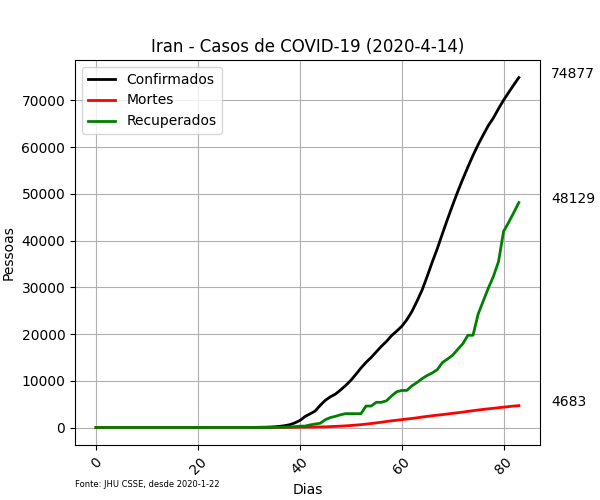 Iran - Casos de COVID-19 (2020-4-14)
Confirmados
Mortes
Recuperados
74877
48129
4683
Pessoas
70000
60000
50000
40000
30000
20000
10000
0
0
20
40
60
80
Dias
Fonte: JHU CSSE, desde 2020-1-22